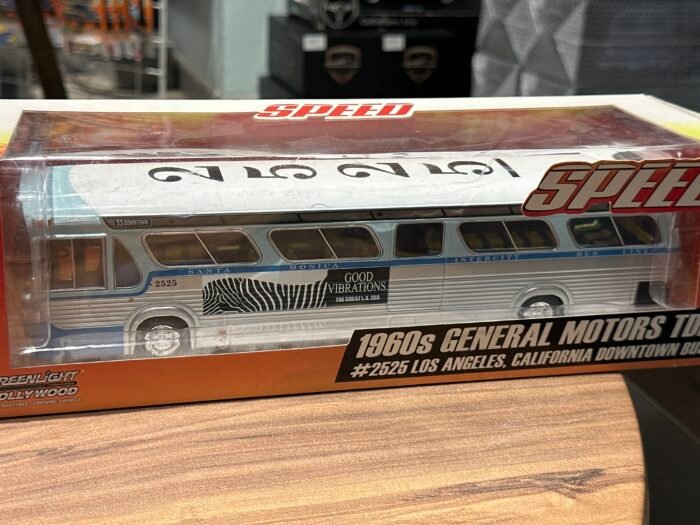 SPEED
2525
SPEED
33 DOWNTOWN
SANTA MONICA INTERCITY BUS LINES
2525
GOOD
VIBRATIONS
THE GREAT L.A. ZOO
1960s GENERAL MOTORS
#2525 LOS ANGELES, CALIFORNIA DOWNTOWN
GREENLIGHT
HOLLYWOOD